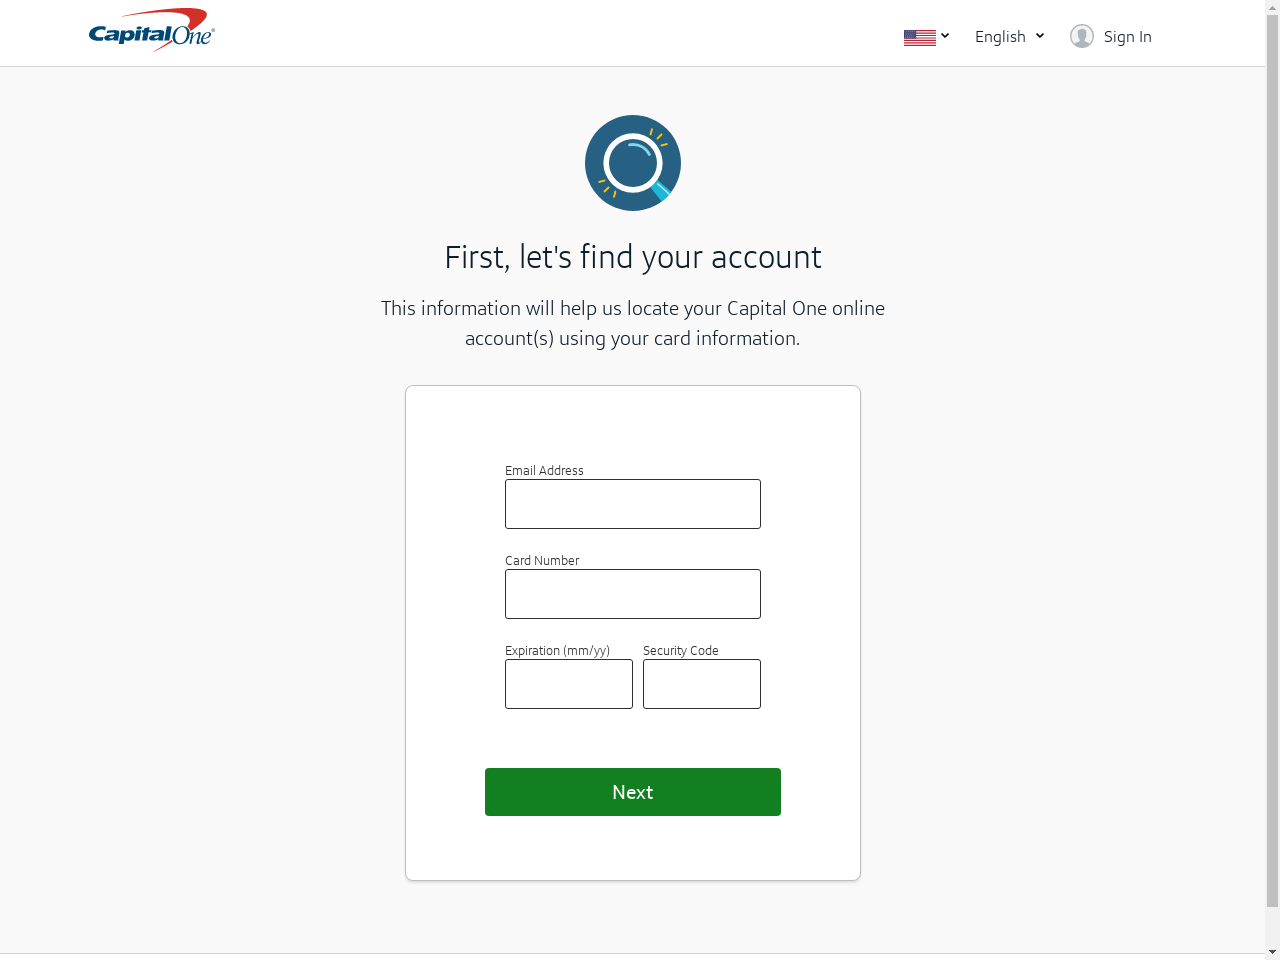 CapitalOne®
English
Sign In
First, let's find your account
This information will help us locate your Capital One online
account(s) using your card information.
Email Address
Card Number
Expiration (mm/yy) Security Code
Next